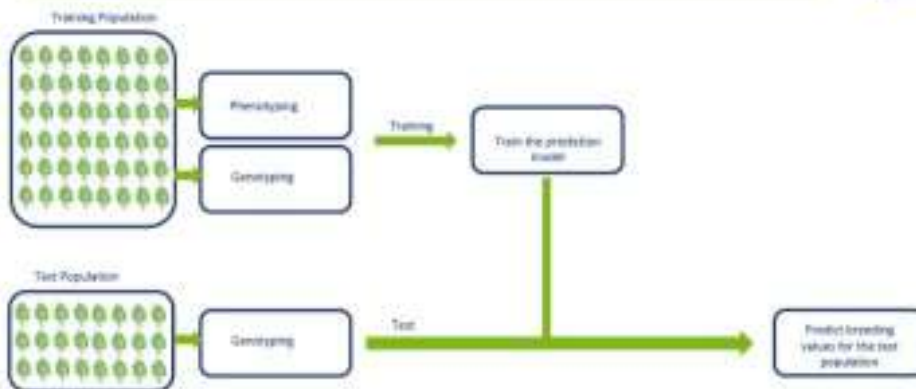 Training Population
Phenotyping
Training
Train the prediction
model
Genotyping
Test Population
Genotyping
Test
Predict breeding
values for the test
population